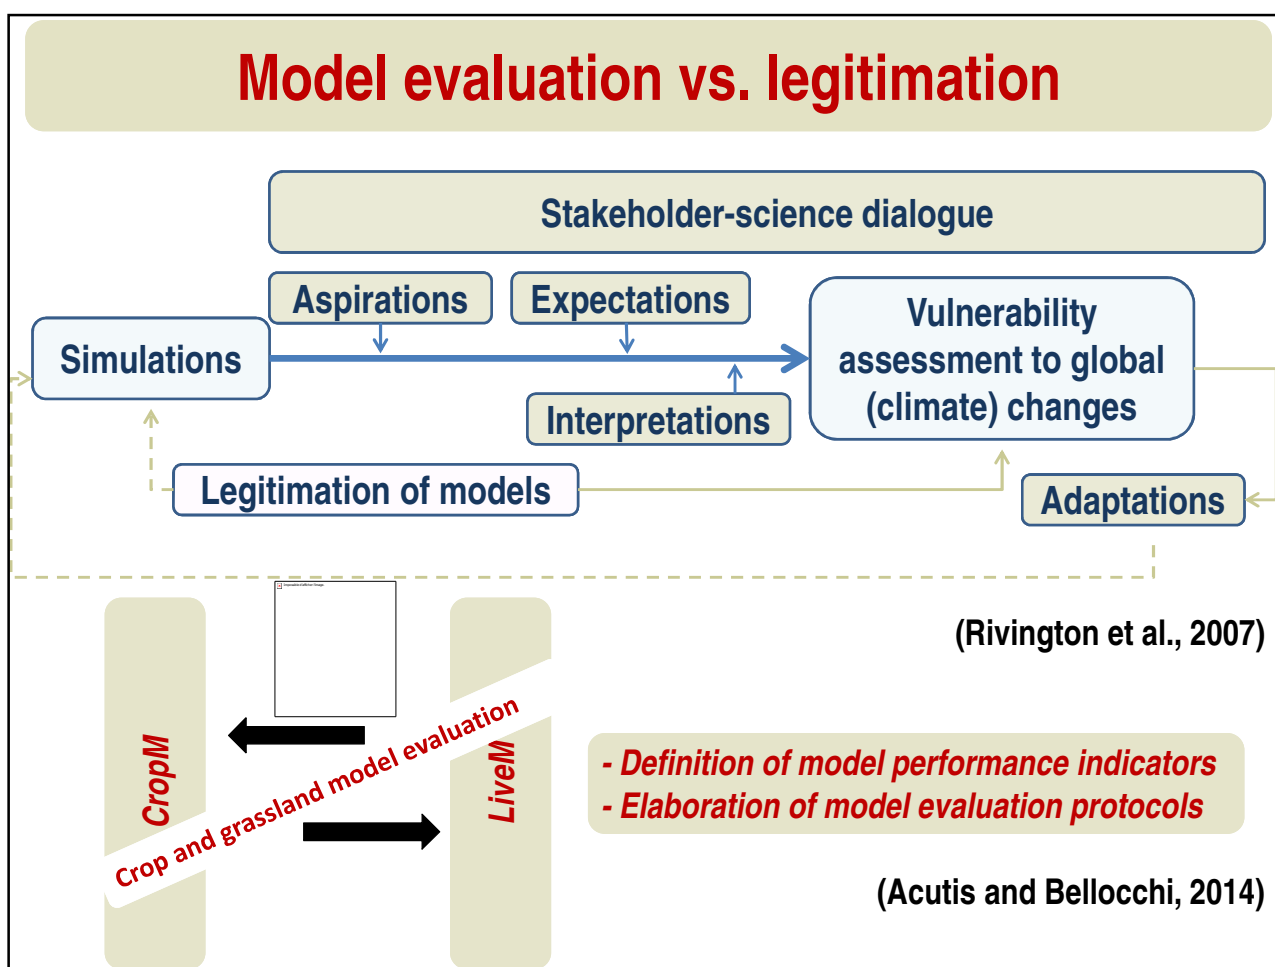 Model evaluation vs. legitimation
Stakeholder-science dialogue
Aspirations
Expectations
Simulations
Vulnerability
assessment to global
(climate) changes
Interpretations
Legitimation of models
Adaptations
(Rivington et al., 2007)
CropM
Crop and grassland model evaluation
LiveM
- Definition of model performance indicators
- Elaboration of model evaluation protocols
(Acutis and Bellocchi, 2014)